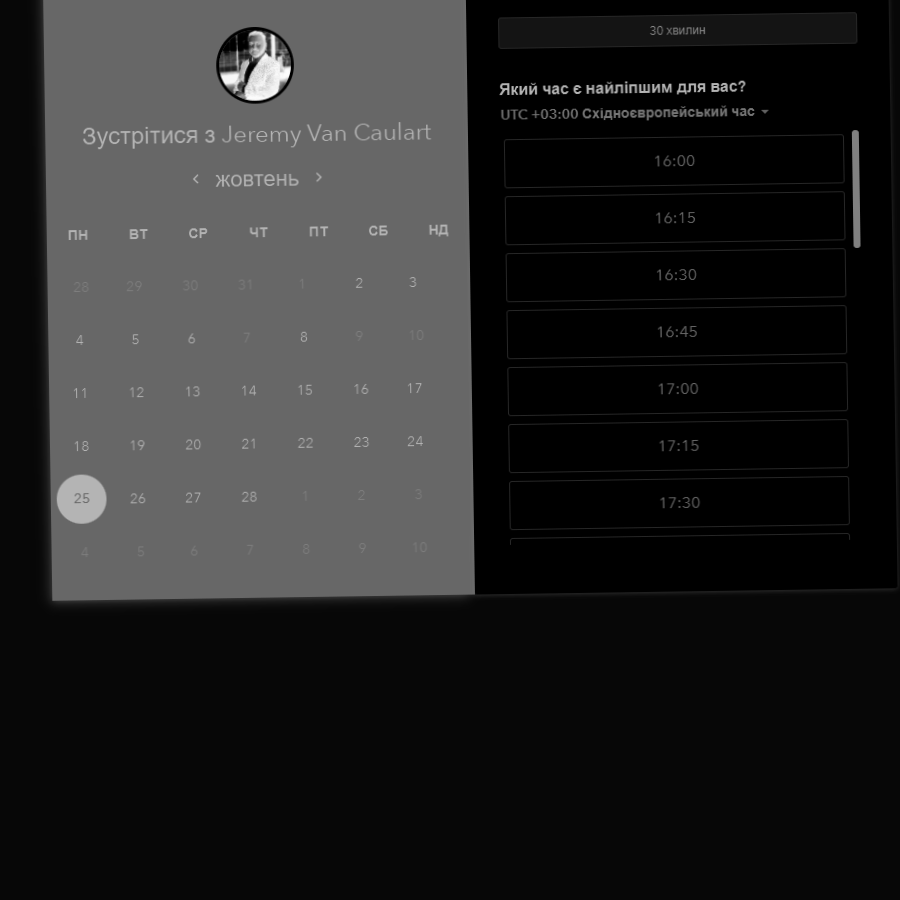 Зустрітися з Jeremy Van Caulart
жовтень
ПН ВТ СР ЧТ ПТ СБ НД
28 29 30 31 1 2 3
4 5 6 7 8 9 10
11 12 13 14 15 16 17
18 19 20 21 22 23 24
25 26 27 28 1 2 3
4 5 6 7 8 9 10
30 хвилин
Який час є найліпшим для вас?
UTC +03:00 Східноєвропейський час
16:00
16:15
16:30
16:45
17:00
17:15
17:30